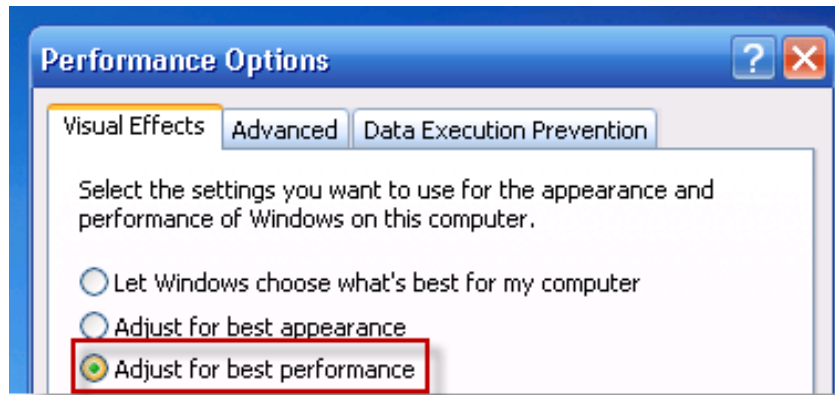 Performance Options
Visual Effects
Advanced
Data Execution Prevention
Select the settings you want to use for the appearance and
performance of Windows on this computer.
Let Windows choose what's best for my computer
Adjust for best appearance
Adjust for best performance